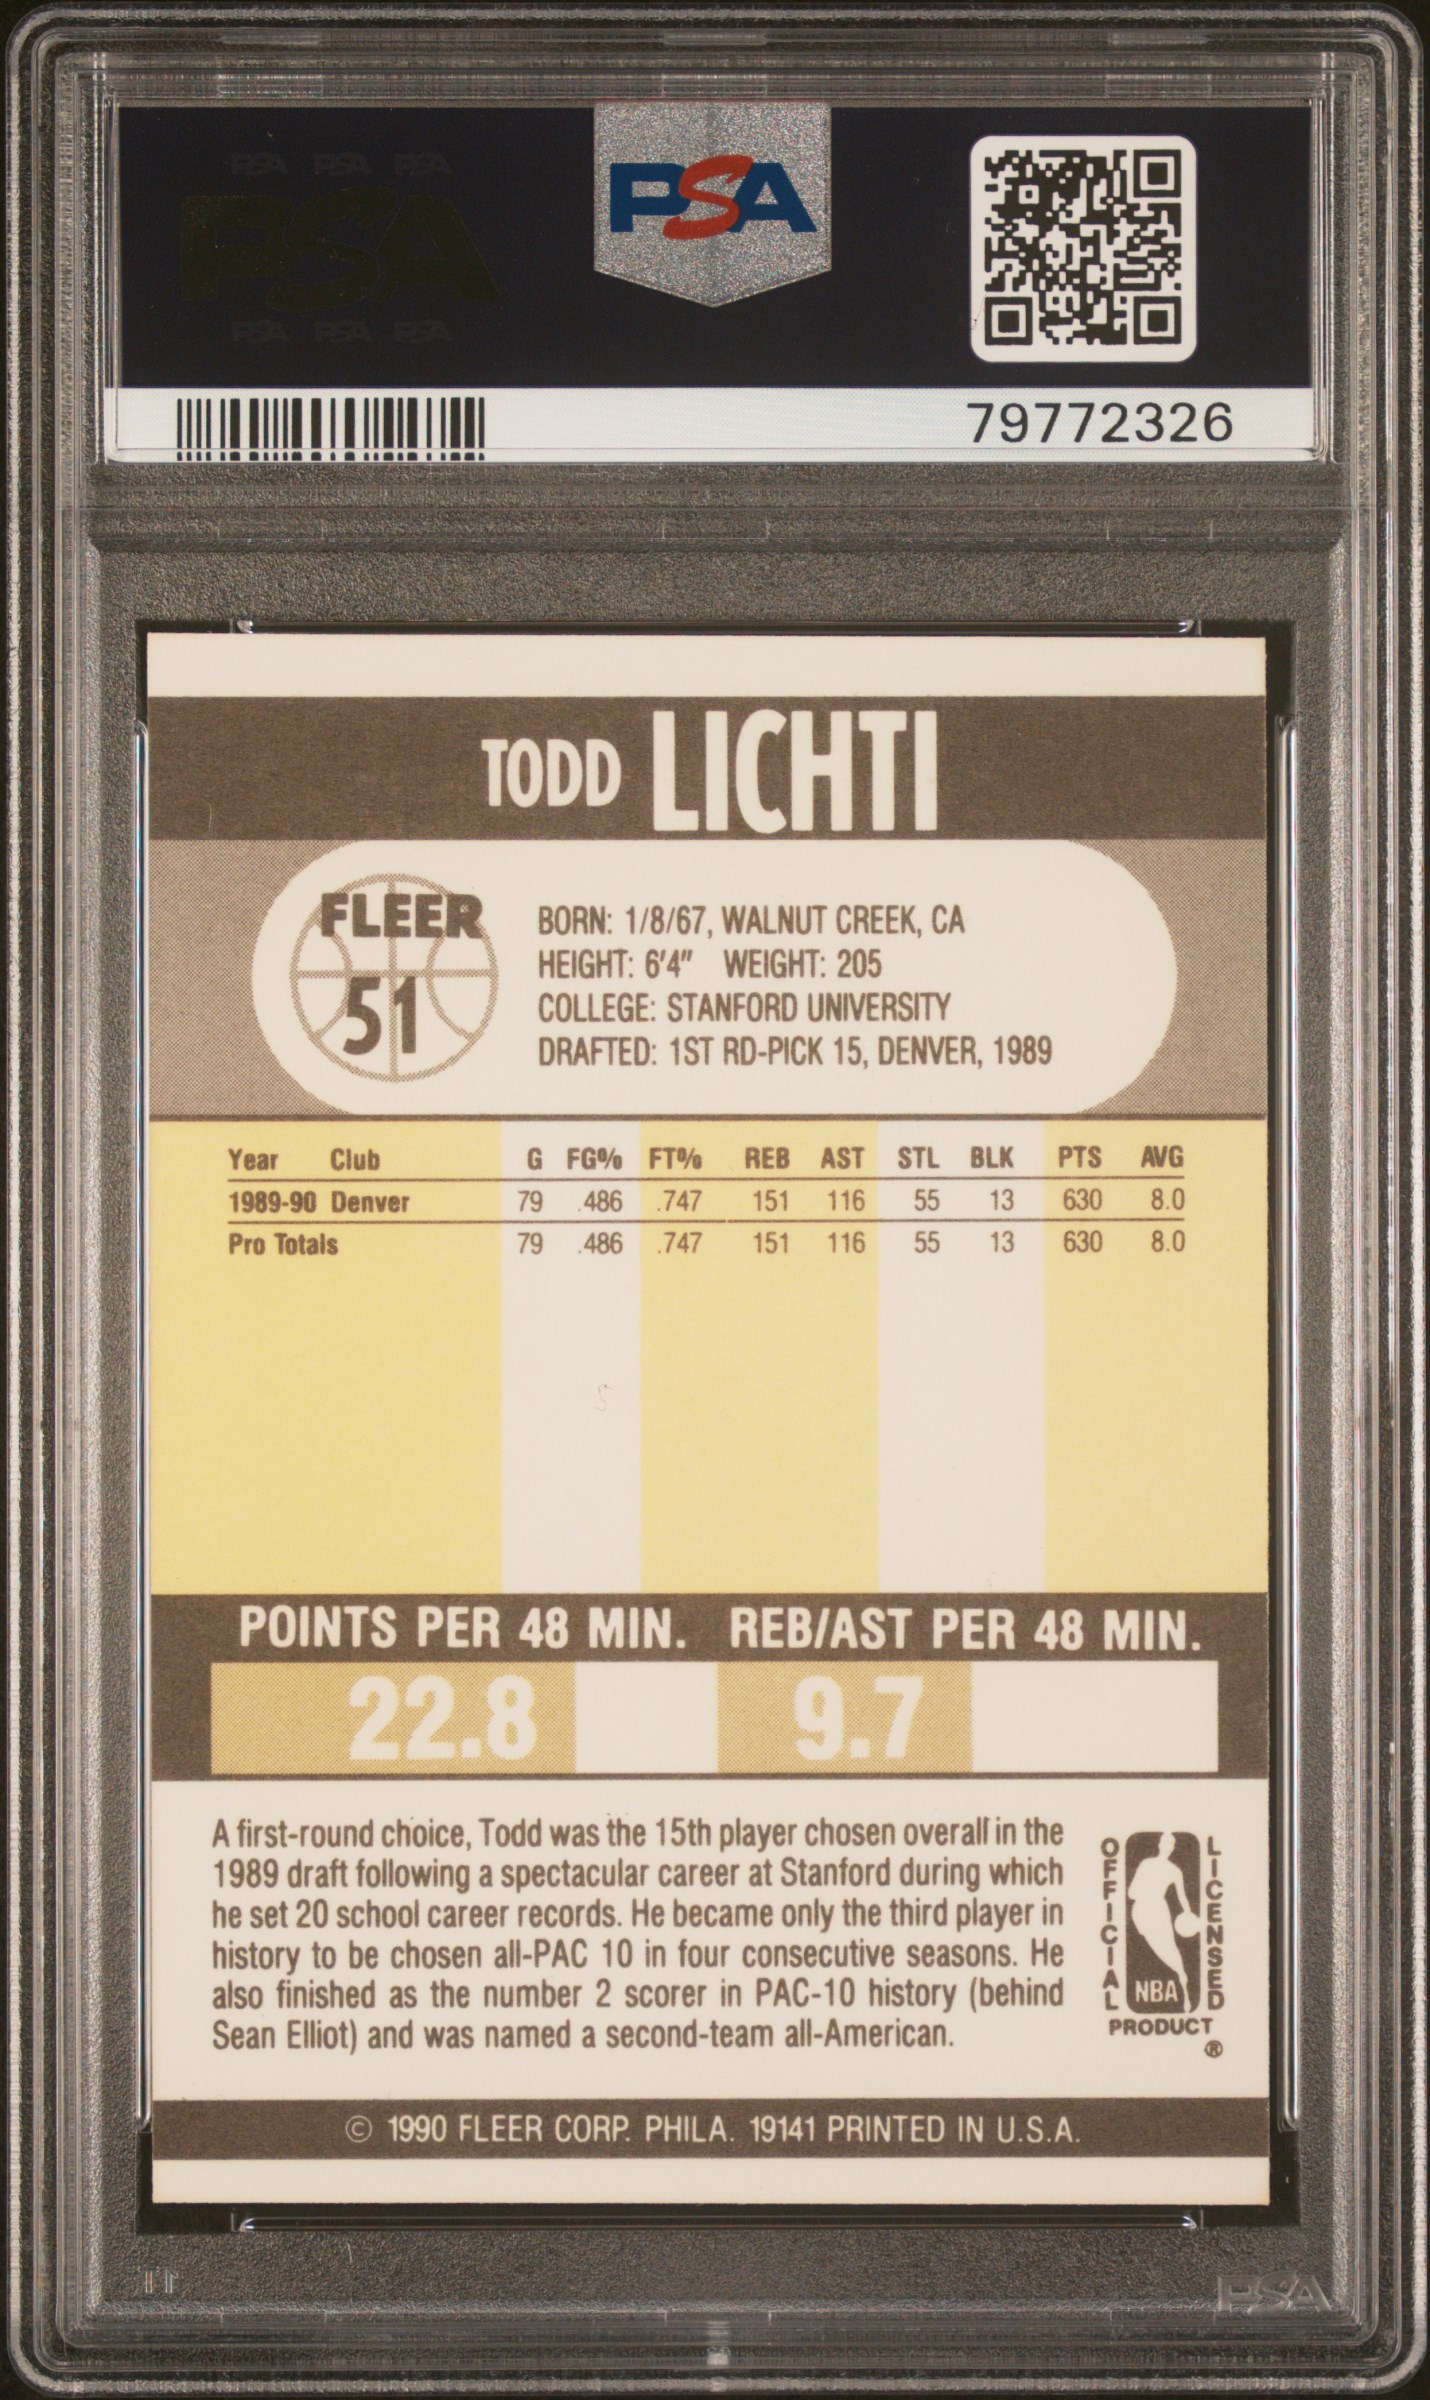 PSA PSA PSA
PSA
PSA PSA PSA
PSA
79772326
TODD LICHTI
FLEER
51
BORN: 1/8/67, WALNUT CREEK, CA
HEIGHT: 6'4" WEIGHT: 205
COLLEGE: STANFORD UNIVERSITY
DRAFTED: 1ST RD-PICK 15, DENVER, 1989
Year Club G FG% FT% REB AST STL BLK PTS AVG
1989-90 Denver 79 .486 .747 151 116 55 13 630 8.0
Pro Totals 79 .486 .747 151 116 55 13 630 8.0
POINTS PER 48 MIN. REB/AST PER 48 MIN.
22.8 9.7
A first-round choice, Todd was the 15th player chosen overall in the
1989 draft following a spectacular career at Stanford during which
he set 20 school career records. He became only the third player in
history to be chosen all-PAC 10 in four consecutive seasons. He
also finished as the number 2 scorer in PAC-10 history (behind
Sean Elliot) and was named a second-team all-American.
OFFICIAL
NBA
LICENSED
PRODUCT
®
© 1990 FLEER CORP. PHILA. 19141 PRINTED IN U.S.A.
PSA